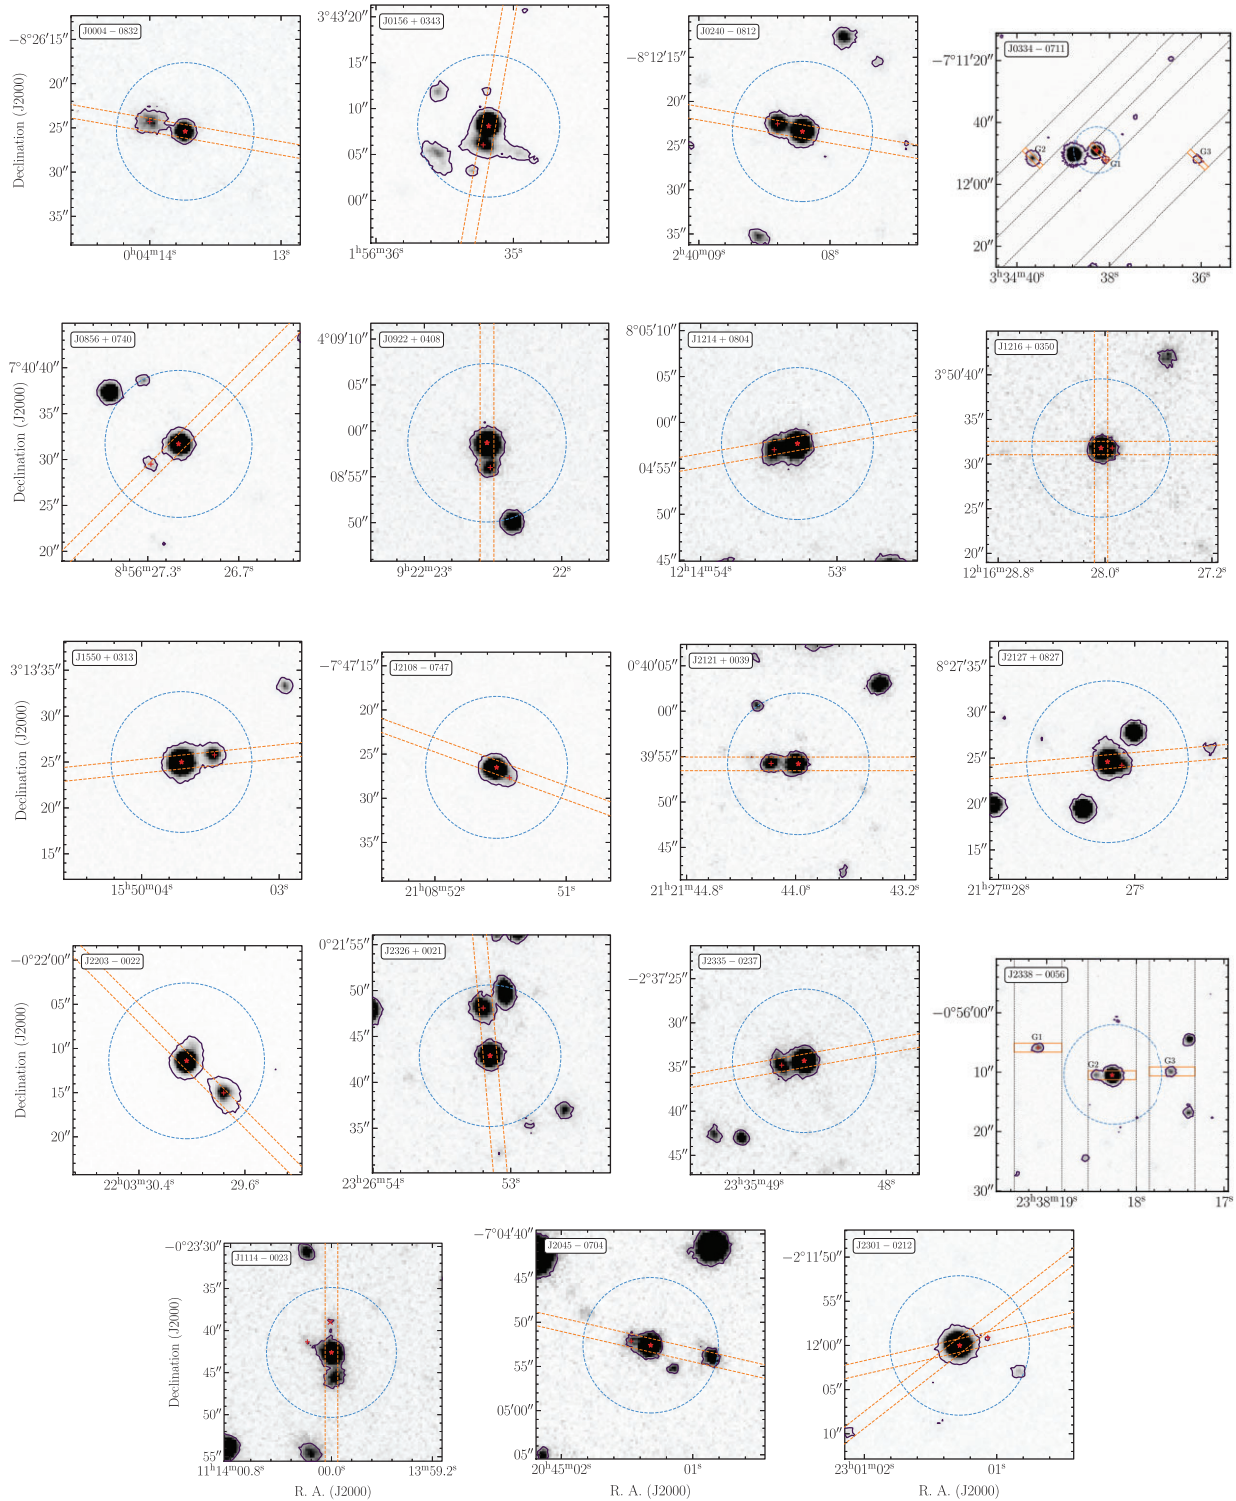 J0004 − 0832
−8°26′15″
20″
25″
30″
35″
Declination (J2000)
0ʰ04ᵐ14ˢ
13ˢ
J0156 + 0343
3°43′20″
15″
10″
05″
00″
1ʰ56ᵐ36ˢ
35ˢ
J0240 − 0812
−8°12′15″
20″
25″
30″
35″
2ʰ40ᵐ09ˢ
08ˢ
J0334 − 0711
−7°11′20″
40″
12′00″
20″
G2
G1
G3
3ʰ34ᵐ40ˢ
38ˢ
36ˢ
J0856 + 0740
7°40′40″
35″
30″
25″
20″
Declination (J2000)
8ʰ56ᵐ27.3ˢ
26.7ˢ
J0922 + 0408
4°09′10″
05″
00″
08′55″
50″
9ʰ22ᵐ23ˢ
22ˢ
J1214 + 0804
8°05′10″
05″
00″
04′55″
50″
45″
12ʰ14ᵐ54ˢ
53ˢ
J1216 + 0350
3°50′40″
35″
30″
25″
20″
12ʰ16ᵐ28.8ˢ
28.0ˢ
27.2ˢ
J1550 + 0313
3°13′35″
30″
25″
20″
15″
Declination (J2000)
15ʰ50ᵐ04ˢ
03ˢ
J2108 − 0747
−7°47′15″
20″
25″
30″
35″
21ʰ08ᵐ52ˢ
51ˢ
J2121 + 0039
0°40′05″
00″
39′55″
50″
45″
21ʰ21ᵐ44.8ˢ
44.0ˢ
43.2ˢ
J2127 + 0827
8°27′35″
30″
25″
20″
15″
21ʰ27ᵐ28ˢ
27ˢ
J2203 − 0022
−0°22′00″
05″
10″
15″
20″
Declination (J2000)
22ʰ03ᵐ30.4ˢ
29.6ˢ
J2326 + 0021
0°21′55″
50″
45″
40″
35″
23ʰ26ᵐ54ˢ
53ˢ
J2335 − 0237
−2°37′25″
30″
35″
40″
45″
23ʰ35ᵐ49ˢ
48ˢ
J2338 − 0056
−0°56′00″
10″
20″
30″
G1
G2
G3
23ʰ38ᵐ19ˢ
18ˢ
17ˢ
J1114 − 0023
−0°23′30″
35″
40″
45″
50″
55″
Declination (J2000)
11ʰ14ᵐ00.8ˢ
00.0ˢ
13ᵐ59.2ˢ
R. A. (J2000)
J2045 − 0704
−7°04′40″
45″
50″
55″
05′00″
05″
20ʰ45ᵐ02ˢ
01ˢ
R. A. (J2000)
J2301 − 0212
−2°11′50″
55″
12′00″
05″
10″
23ʰ01ᵐ02ˢ
01ˢ
R. A. (J2000)